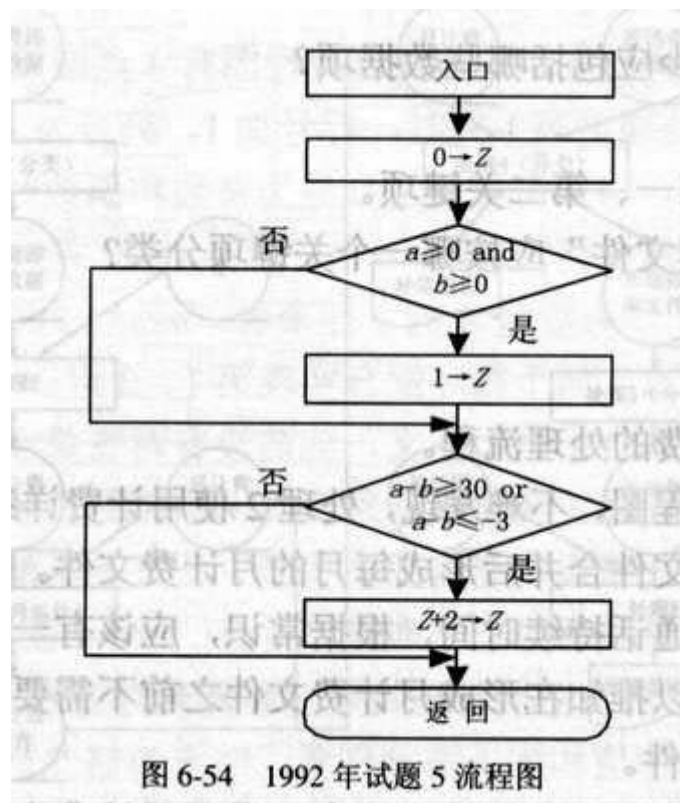 入口
0→Z
否
a≥0 and
b≥0
是
1→Z
否
a-b≥30 or
a-b≤-3
是
Z+2→Z
返回
图 6-54 1992 年试题 5 流程图